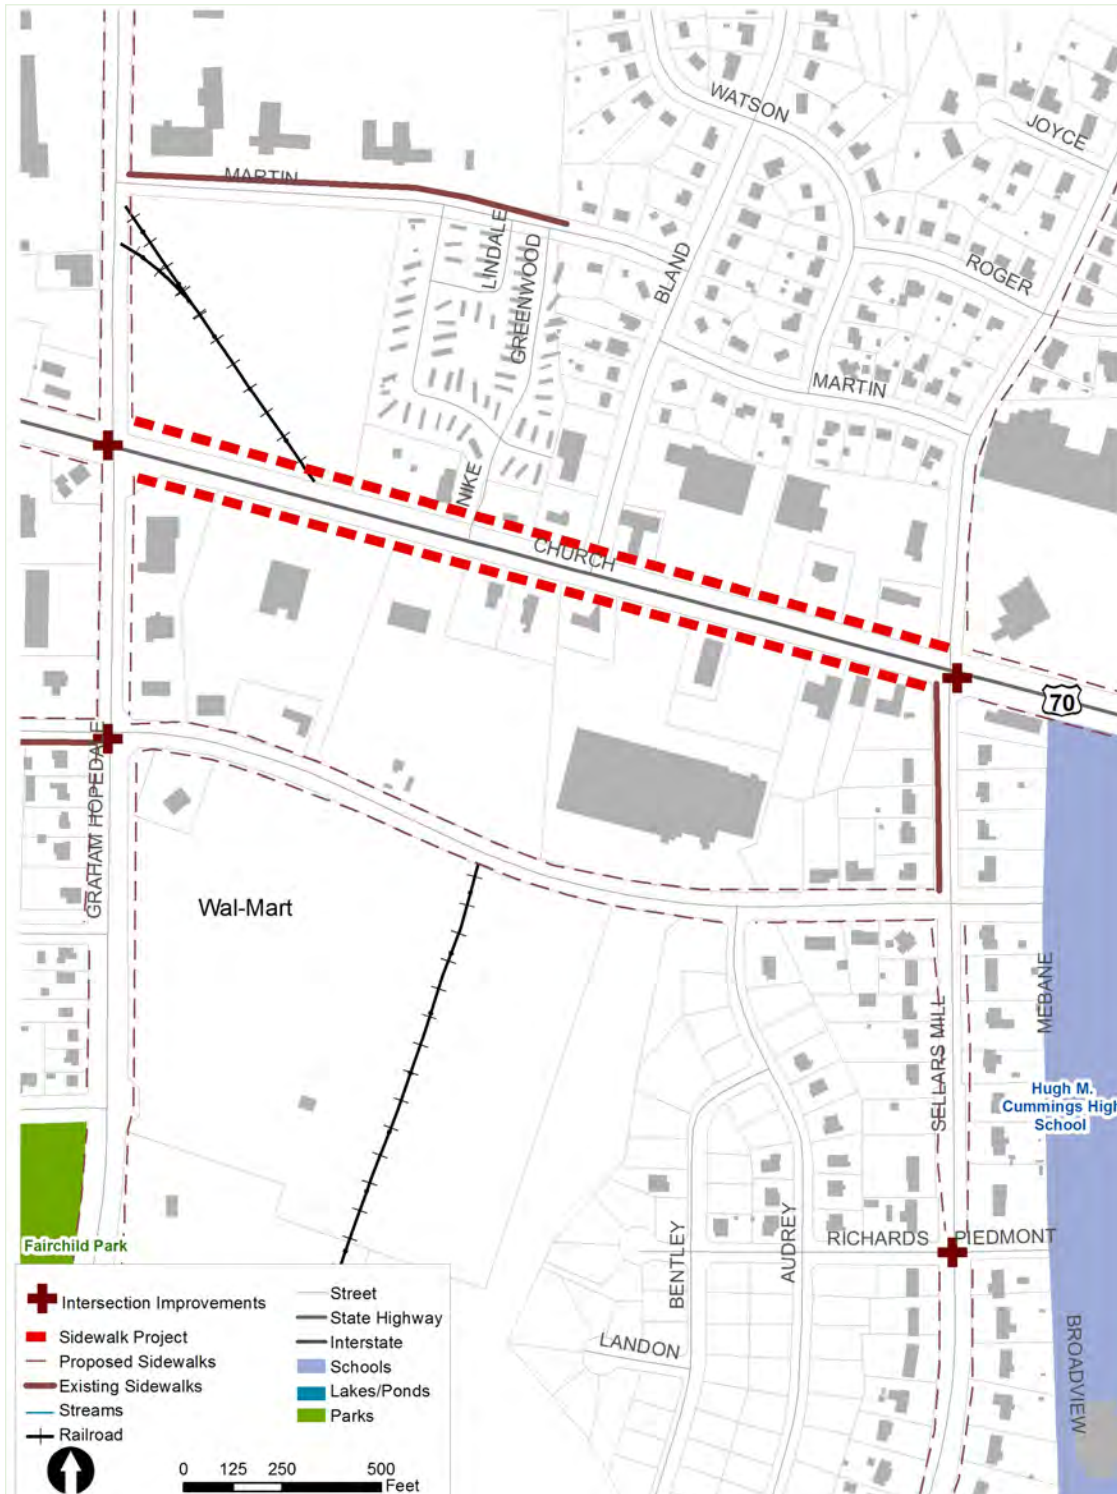 WATSON
JOYCE
MARTIN
LINDALE
GREENWOOD
BLAND
ROGER
MARTIN
NIKE
CHURCH
70
GRAHAM HOPEDALE
Wal-Mart
MEBANE
SELLARS MILL
Hugh M.
Cummings High
School
Fairchild Park
RICHARDS
PIEDMONT
BENTLEY
AUDREY
LANDON
BROADVIEW
Intersection Improvements
Sidewalk Project
Proposed Sidewalks
Existing Sidewalks
Streams
Railroad
Street
State Highway
Interstate
Schools
Lakes/Ponds
Parks
0 125 250 500
Feet